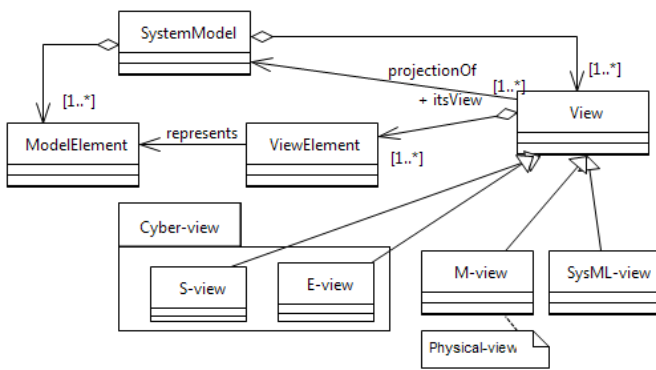 SystemModel
projectionOf
[1..*]
[1..*]
[1..*]
+ itsView
View
ModelElement
represents
ViewElement
[1..*]
Cyber-view
S-view
E-view
M-view
SysML-view
Physical-view